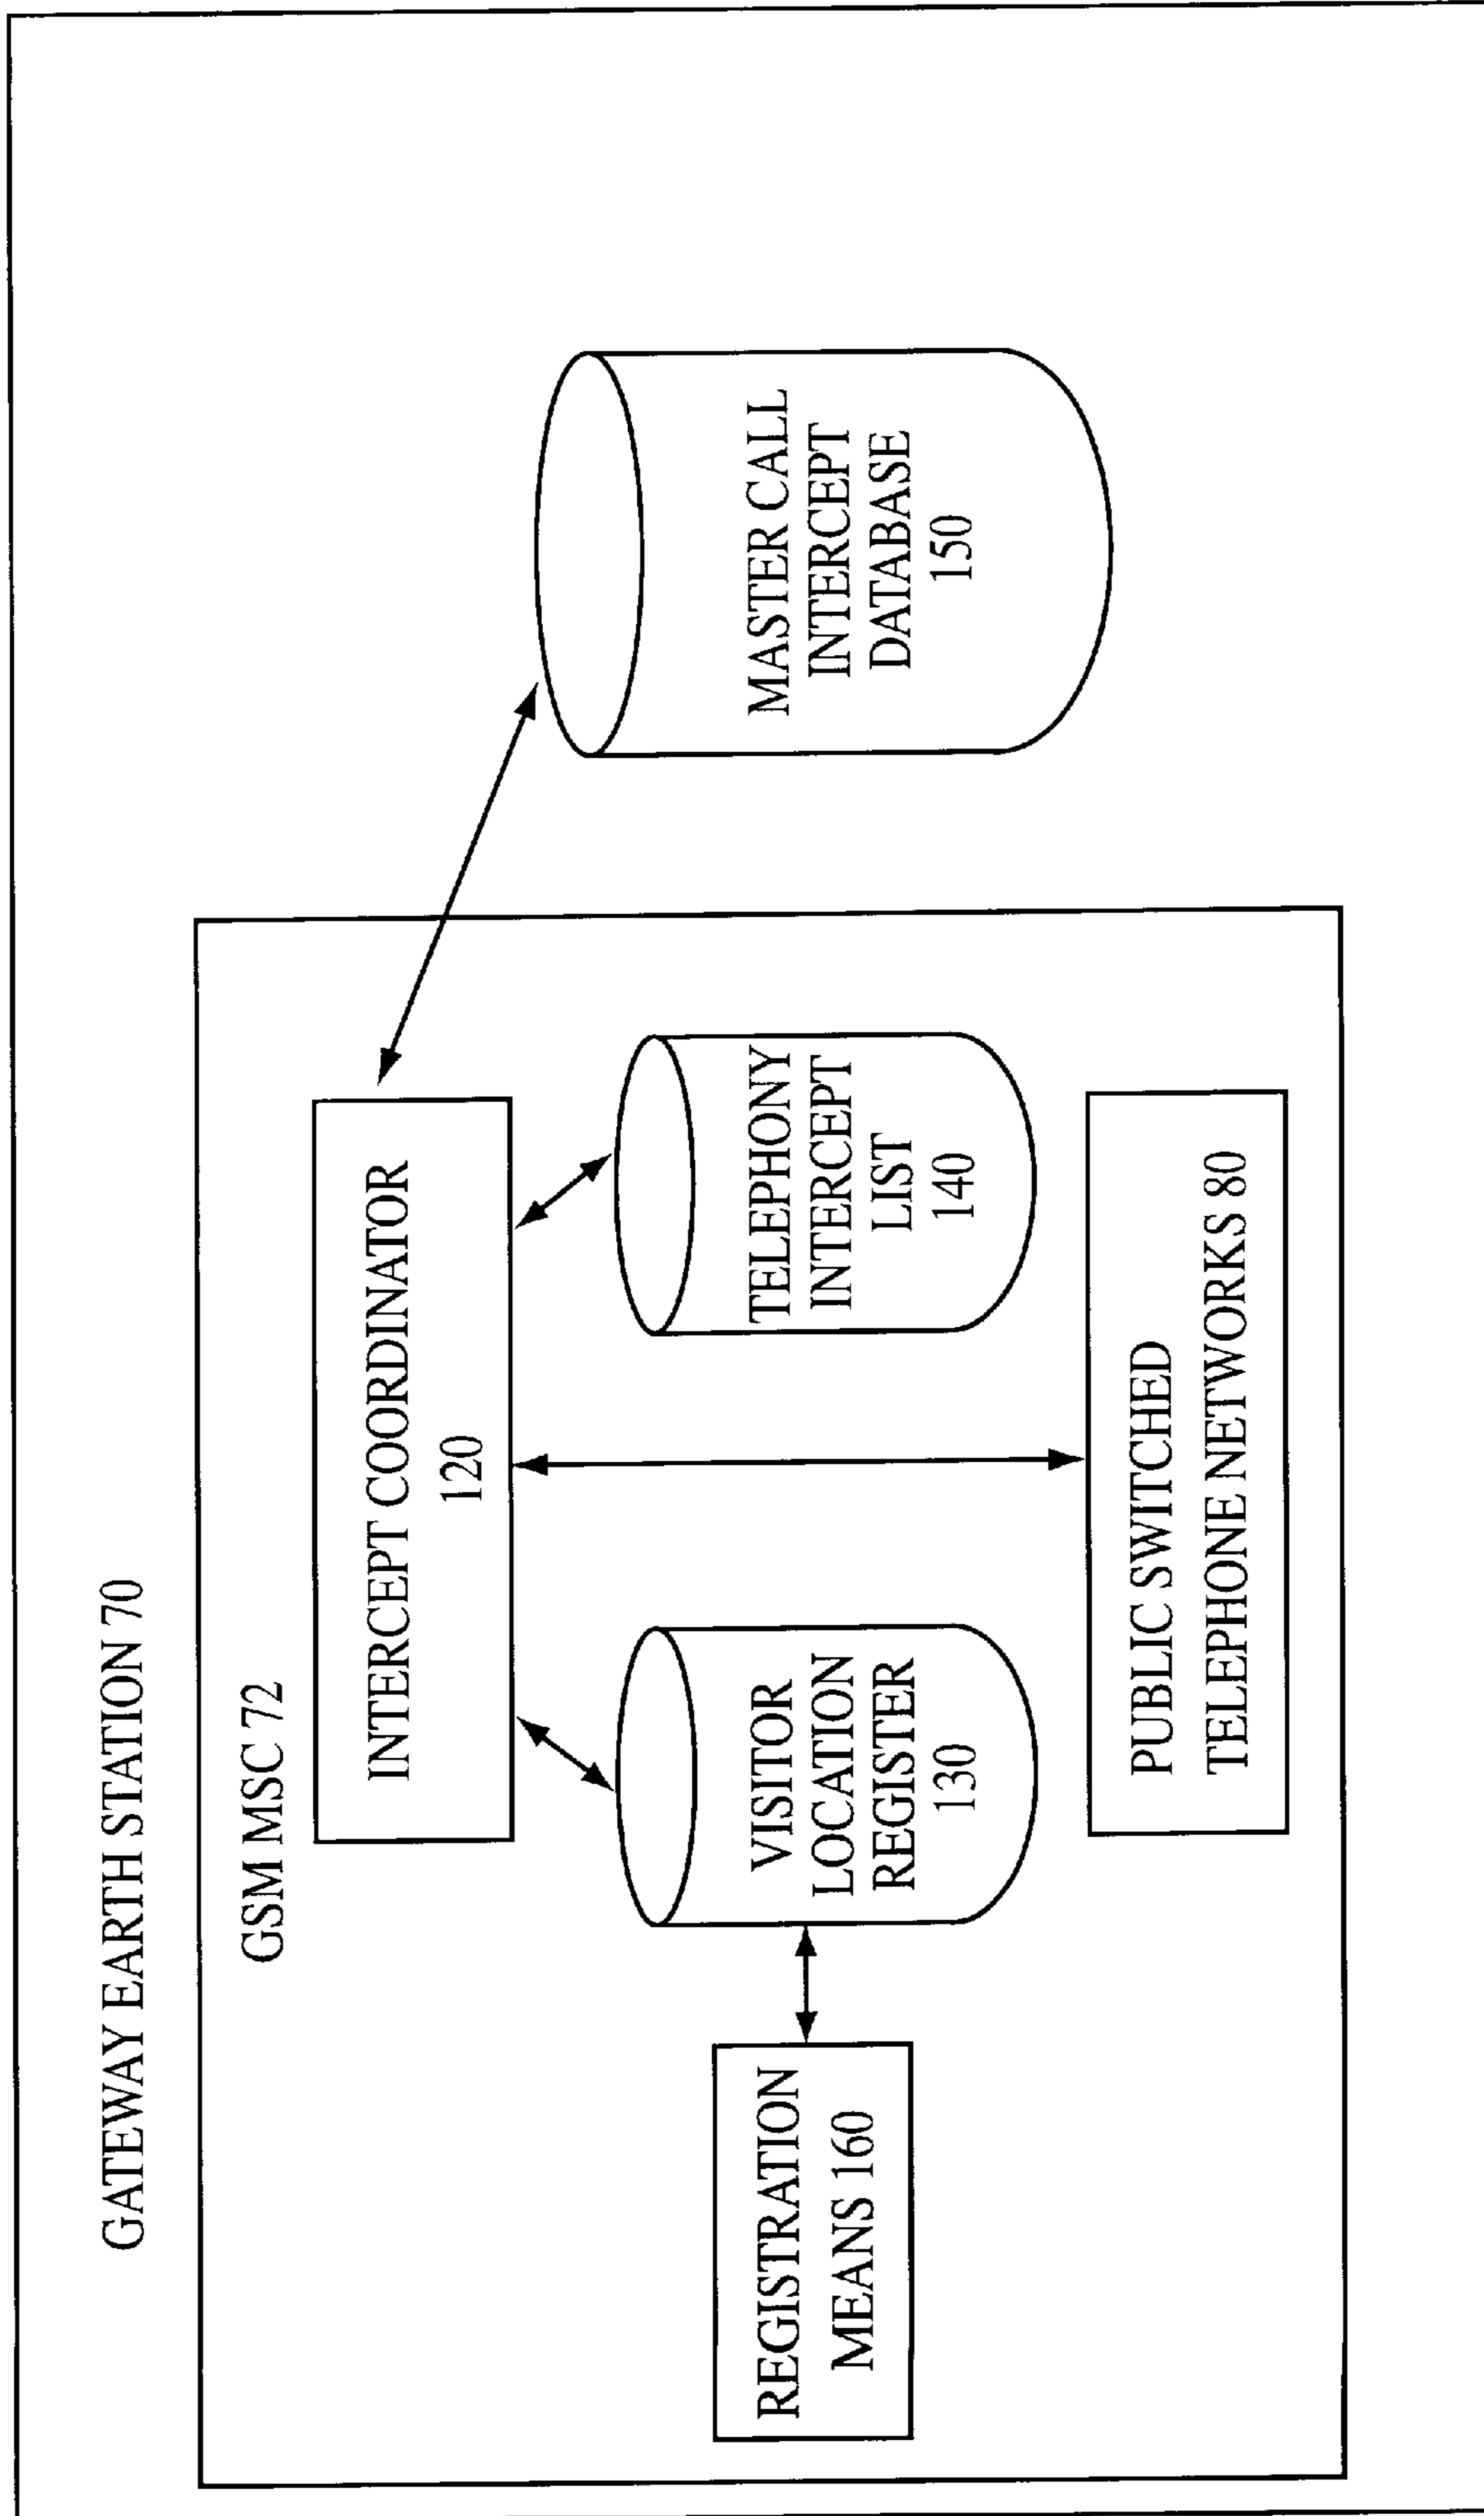 GATEWAY EARTH STATION 70
GSM MSC 72
INTERCEPT COORDINATOR
120
REGISTRATION
MEANS 160
VISITOR
LOCATION
REGISTER
130
TELEPHONY
INTERCEPT
LIST
140
MASTER CALL
INTERCEPT
DATABASE
150
PUBLIC SWITCHED
TELEPHONE NETWORKS 80